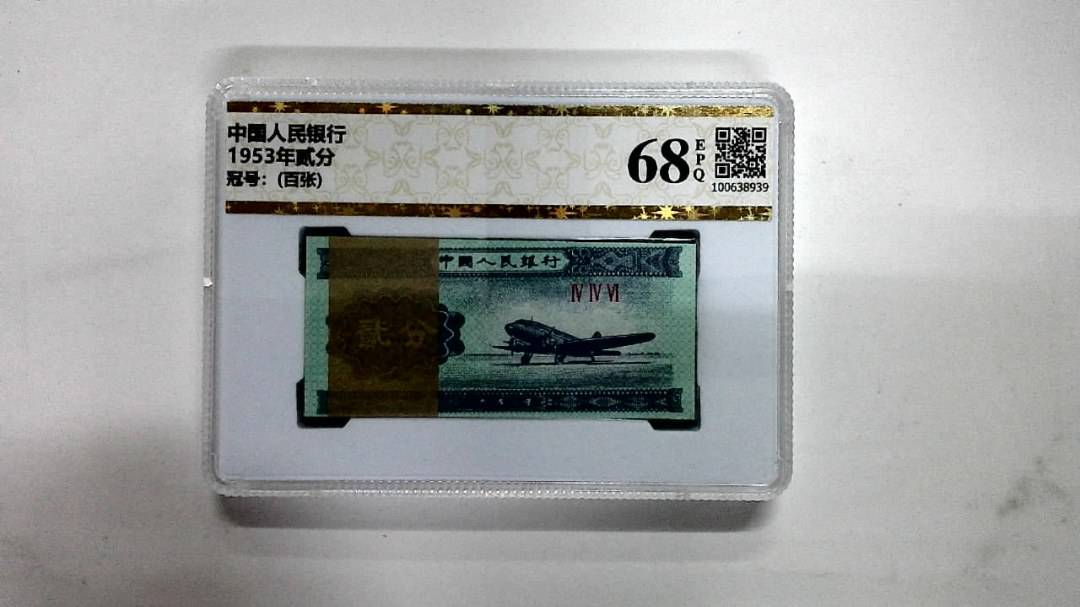 中国人民银行
1953年贰分
冠号：(百张)
68
EPQ
100638939
中國人民銀行
IV IV VI
貳分